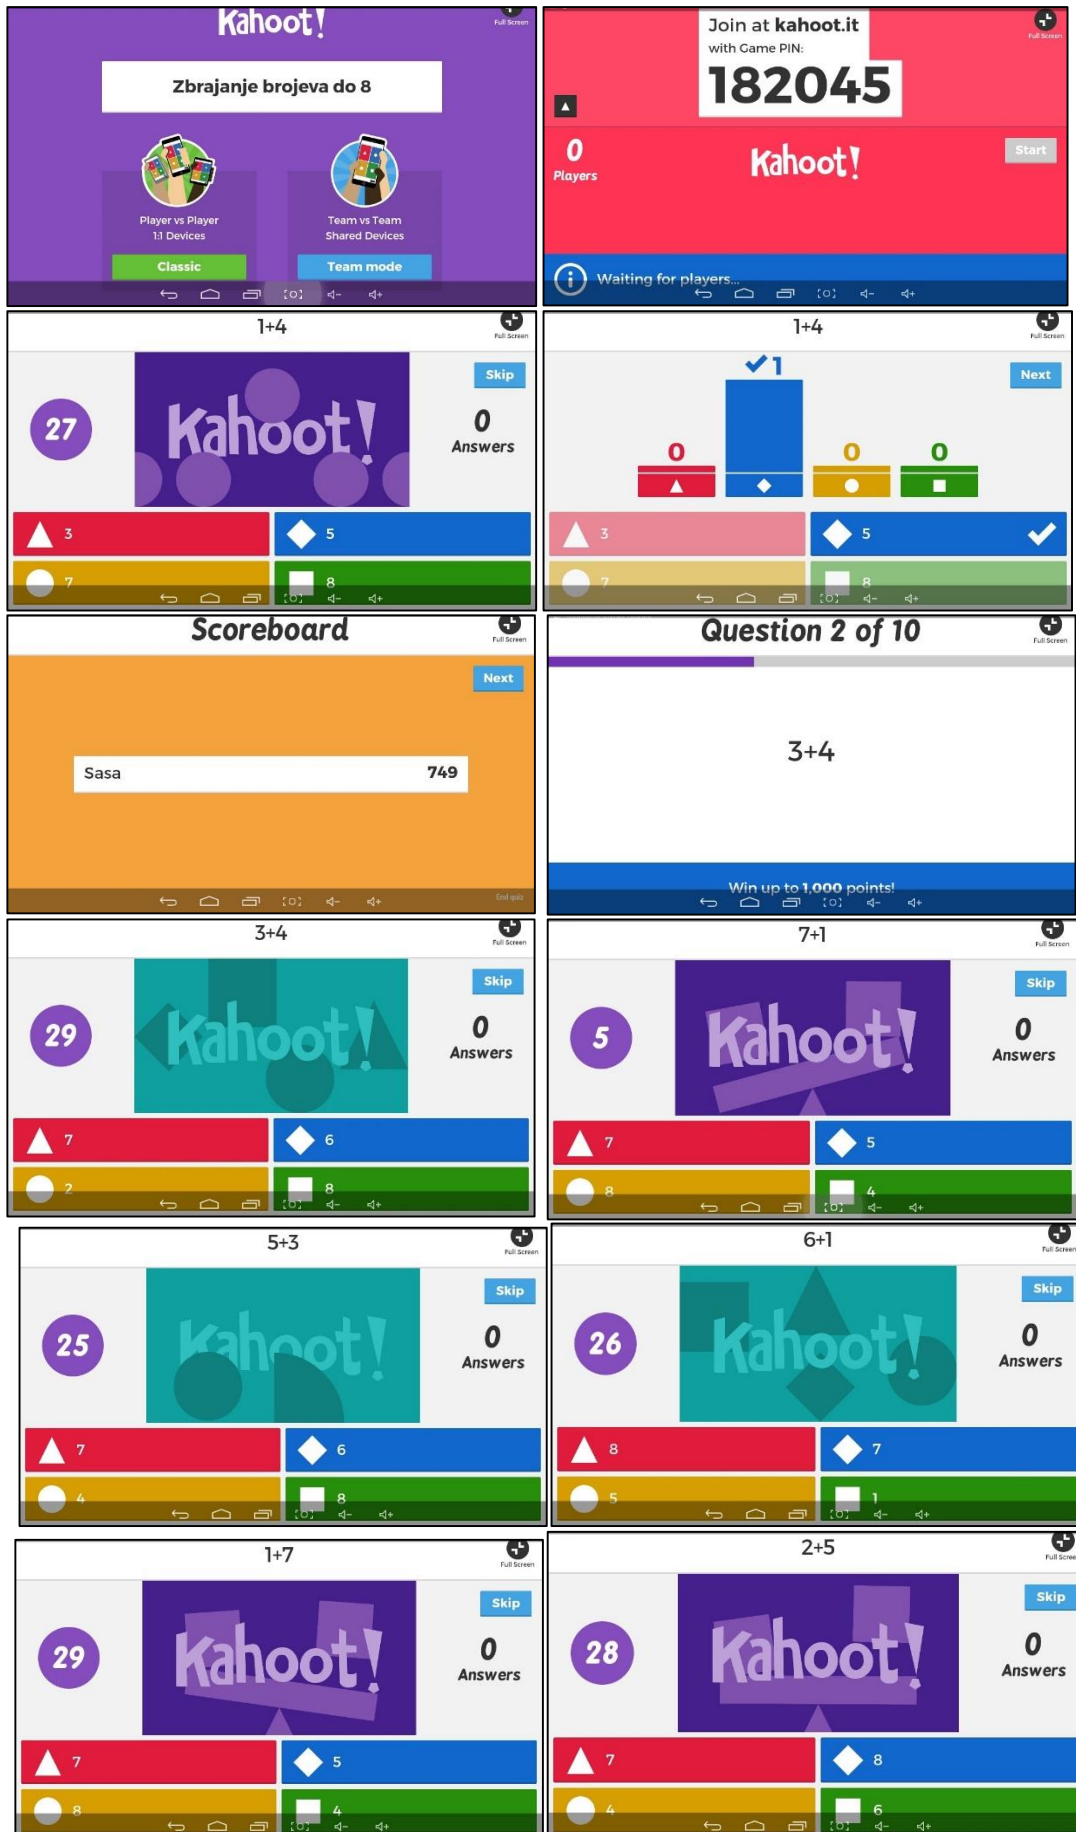 Kahoot!
Full Screen
Zbrajanje brojeva do 8
Player vs Player
1:1 Devices
Classic
Team vs Team
Shared Devices
Team mode
Join at kahoot.it
with Game PIN:
182045
Full Screen
0
Players
Kahoot!
Start
Waiting for players...
1+4
Full Screen
Skip
27
Kahoot!
0
Answers
3
5
7
8
1+4
Full Screen
1
Next
0
0
0
3
5
7
8
Scoreboard
Full Screen
Next
Sasa 749
End quiz
Question 2 of 10
Full Screen
3+4
Win up to 1,000 points!
3+4
Full Screen
Skip
29
Kahoot!
0
Answers
7
6
2
8
7+1
Full Screen
Skip
5
Kahoot!
0
Answers
7
5
8
4
5+3
Full Screen
Skip
25
Kahoot!
0
Answers
7
6
4
8
6+1
Full Screen
Skip
26
Kahoot!
0
Answers
8
7
5
1
1+7
Full Screen
Skip
29
Kahoot!
0
Answers
7
5
8
4
2+5
Full Scree
Skip
28
Kahoot!
0
Answers
7
8
4
6